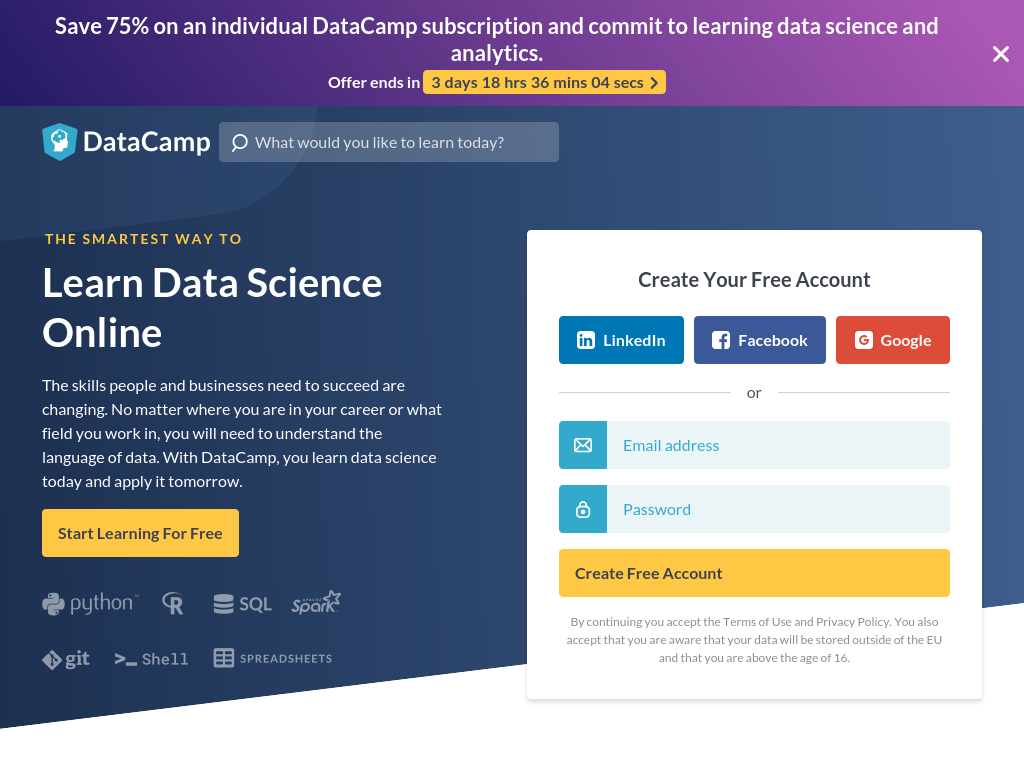 Save 75% on an individual DataCamp subscription and commit to learning data science and
analytics.
Offer ends in 3 days 18 hrs 36 mins 04 secs
DataCamp
What would you like to learn today?
THE SMARTEST WAY TO
Learn Data Science
Online
The skills people and businesses need to succeed are
changing. No matter where you are in your career or what
field you work in, you will need to understand the
language of data. With DataCamp, you learn data science
today and apply it tomorrow.
Start Learning For Free
python™ R SQL APACHE Spark
git Shell SPREADSHEETS
Create Your Free Account
LinkedIn Facebook Google
or
Email address
Password
Create Free Account
By continuing you accept the Terms of Use and Privacy Policy. You also
accept that you are aware that your data will be stored outside of the EU
and that you are above the age of 16.